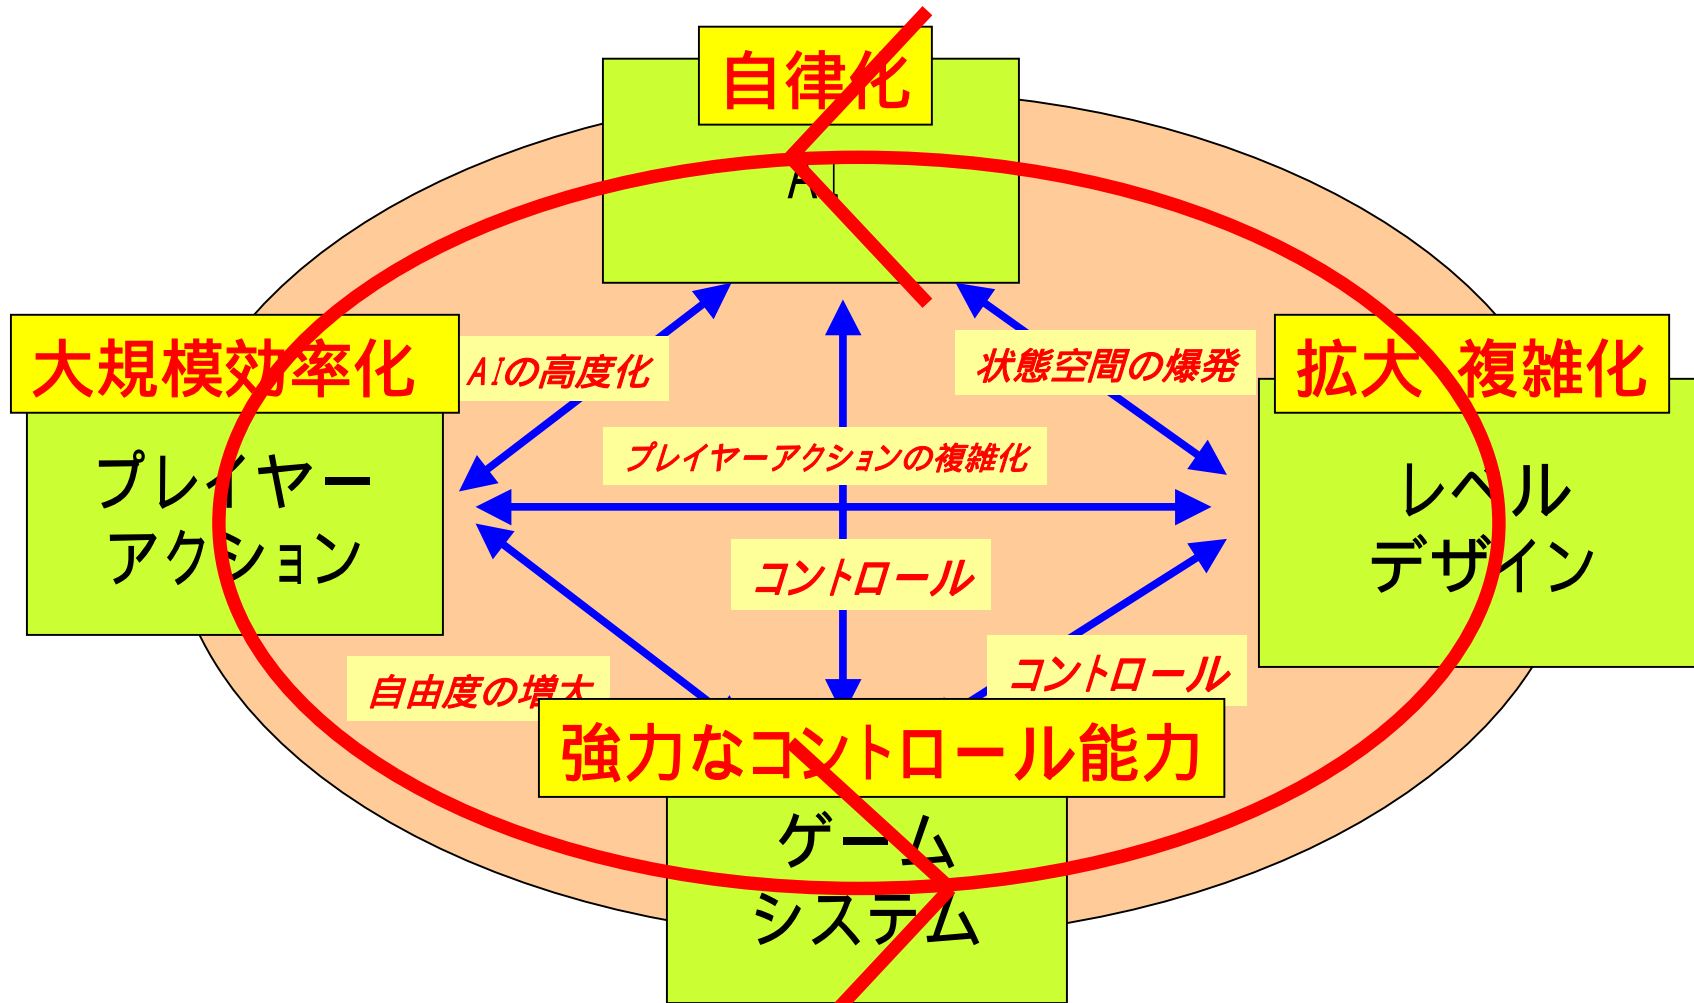 自律化
AI
大規模効率化
AIの高度化
状態空間の爆発
拡大 複雑化
プレイヤー
アクション
プレイヤーアクションの複雑化
レベル
デザイン
コントロール
コントロール
自由度の増大
強力なコントロール能力
ゲーム
システム